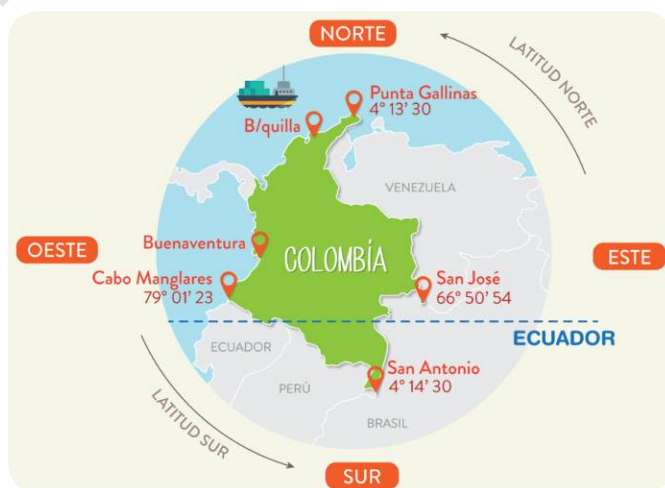 NORTE
LATITUD NORTE
Punta Gallinas
4° 13' 30
B/quilla
VENEZUELA
OESTE
Buenaventura
COLOMBÍA
ESTE
Cabo Manglares
79° 01' 23
San José
66° 50' 54
ECUADOR
ECUADOR
San Antonio
4° 14' 30
PERÚ
BRASIL
LATITUD SUR
SUR